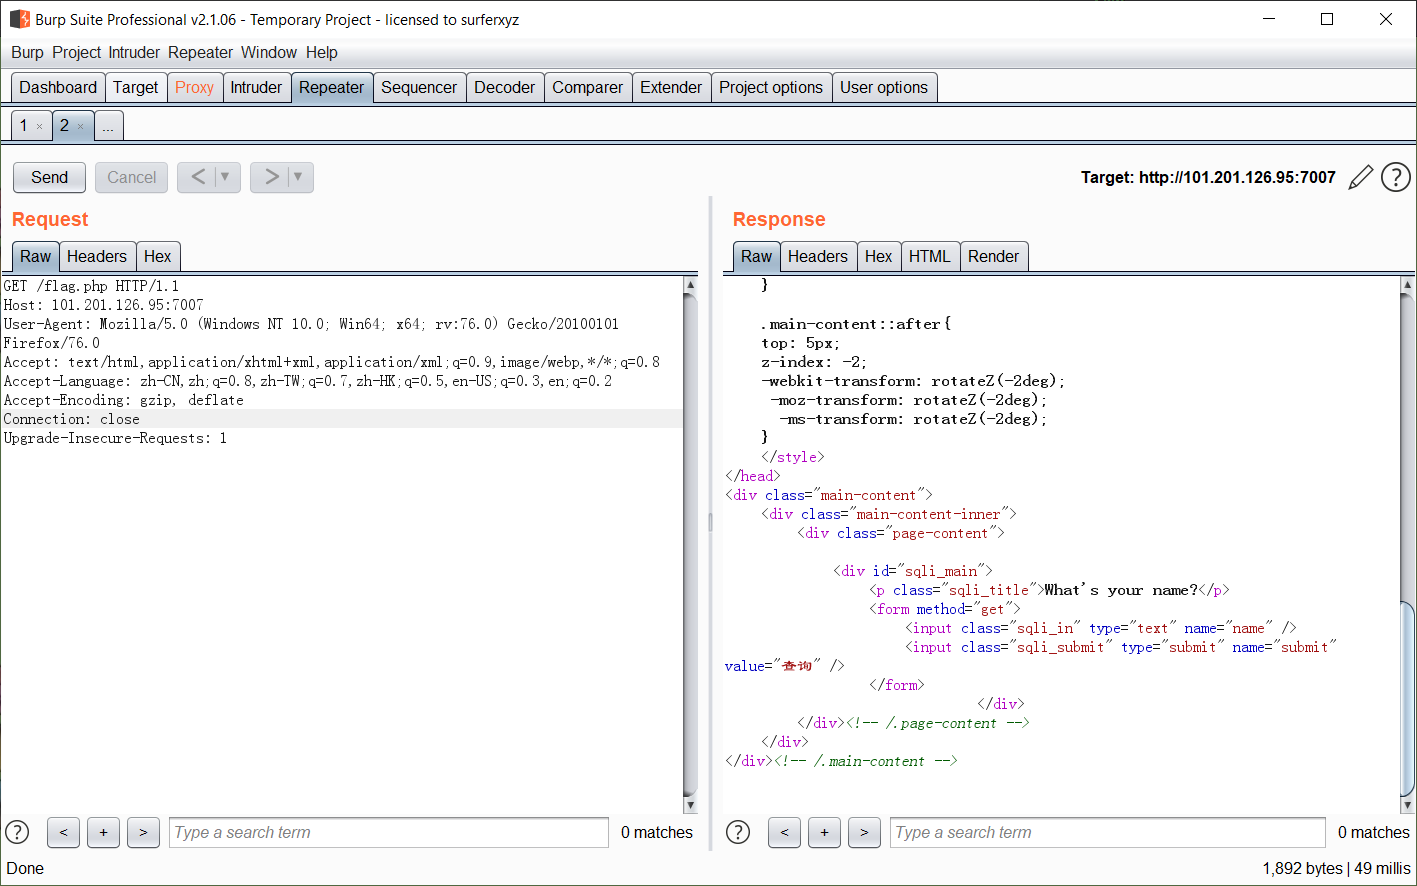 Burp Suite Professional v2.1.06 - Temporary Project - licensed to surferxyz
Burp Project Intruder Repeater Window Help
Dashboard Target Proxy Intruder Repeater Sequencer Decoder Comparer Extender Project options User options
1 × 2 × ...
Send Cancel < ▼ > ▼ Target: http://101.201.126.95:7007 ?
Request
Raw Headers Hex
GET /flag.php HTTP/1.1
Host: 101.201.126.95:7007
User-Agent: Mozilla/5.0 (Windows NT 10.0; Win64; x64; rv:76.0) Gecko/20100101
Firefox/76.0
Accept: text/html,application/xhtml+xml,application/xml;q=0.9,image/webp,*/*;q=0.8
Accept-Language: zh-CN,zh;q=0.8,zh-TW;q=0.7,zh-HK;q=0.5,en-US;q=0.3,en;q=0.2
Accept-Encoding: gzip, deflate
Connection: close
Upgrade-Insecure-Requests: 1
? < + > Type a search term 0 matches
Response
Raw Headers Hex HTML Render
}
.main-content::after{
top: 5px;
z-index: -2;
-webkit-transform: rotateZ(-2deg);
-moz-transform: rotateZ(-2deg);
-ms-transform: rotateZ(-2deg);
}
</style>
</head>
<div class="main-content">
<div class="main-content-inner">
<div class="page-content">
<div id="sqli_main">
<p class="sqli_title">What's your name?</p>
<form method="get">
<input class="sqli_in" type="text" name="name" />
<input class="sqli_submit" type="submit" name="submit"
value="查询" />
</form>
</div>
</div><!-- /.page-content -->
</div>
</div><!-- /.main-content -->
? < + > Type a search term 0 matches
Done 1,892 bytes | 49 millis